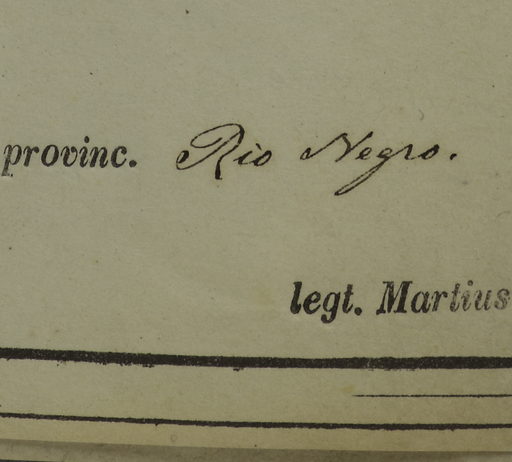 provinc. Rio Negro.
legt. Martius